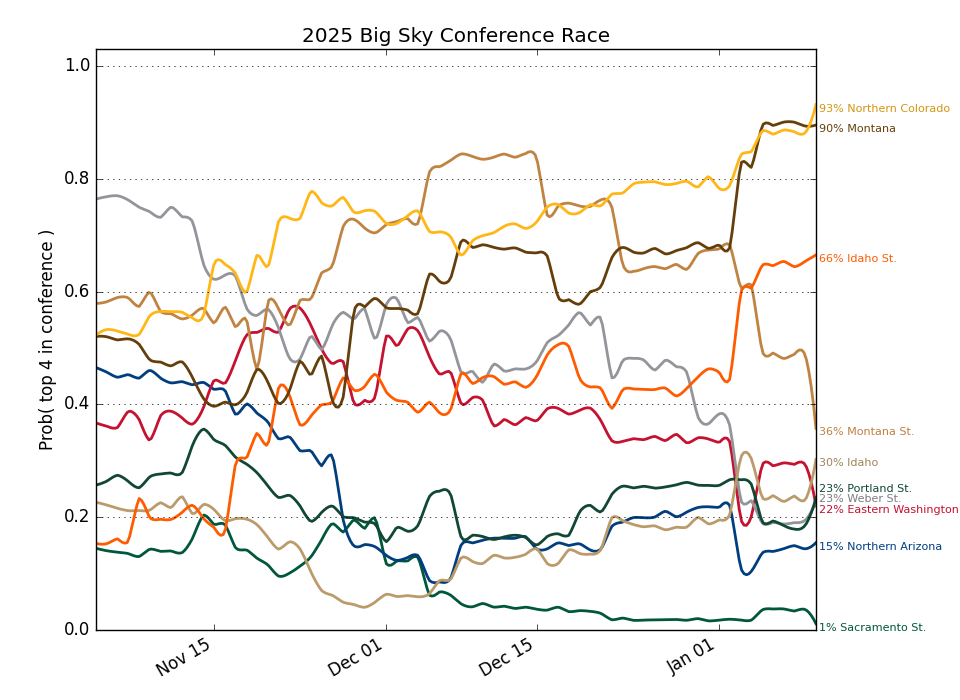 2025 Big Sky Conference Race
Prob( top 4 in conference )
1.0
0.8
0.6
0.4
0.2
0.0
Nov 15
Dec 01
Dec 15
Jan 01
93% Northern Colorado
90% Montana
66% Idaho St.
36% Montana St.
30% Idaho
23% Portland St.
23% Weber St.
22% Eastern Washington
15% Northern Arizona
1% Sacramento St.